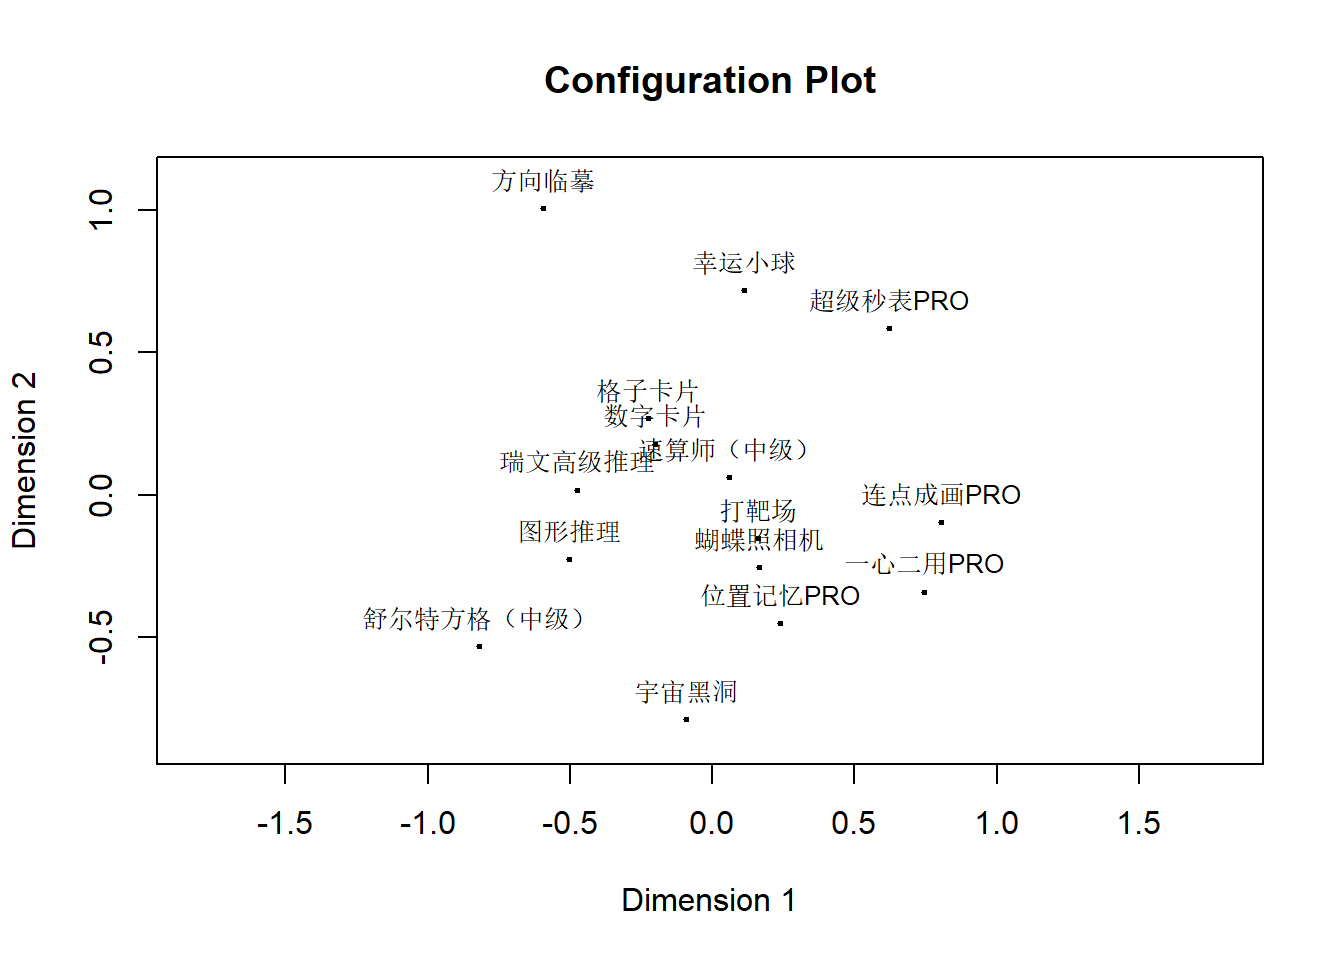 Configuration Plot
方向临摹
幸运小球
超级秒表PRO
格子卡片
数字卡片
速算师（中级）
瑞文高级推理
连点成画PRO
打靶场
图形推理
蝴蝶照相机
一心二用PRO
位置记忆PRO
舒尔特方格（中级）
宇宙黑洞
Dimension 2
1.0
0.5
0.0
-0.5
-1.5
-1.0
-0.5
0.0
0.5
1.0
1.5
Dimension 1